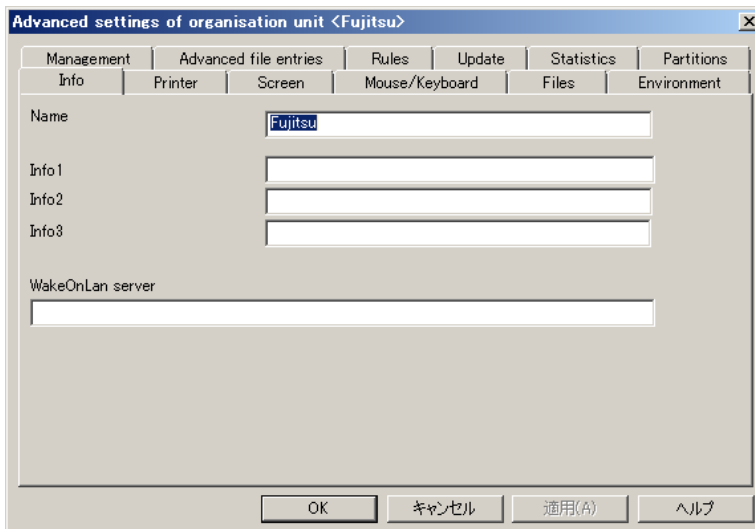 Advanced settings of organisation unit <Fujitsu>
Management Advanced file entries Rules Update Statistics Partitions
Info Printer Screen Mouse/Keyboard Files Environment
Name Fujitsu
Info1
Info2
Info3
WakeOnLan server
OK キャンセル 適用(A) ヘルプ